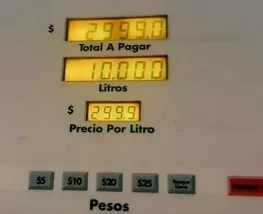 $ 2999.0
Total A Pagar
10.000
Litros
$ 299.9
Precio Por Litro
$5 $10 $20 $25
Pesos